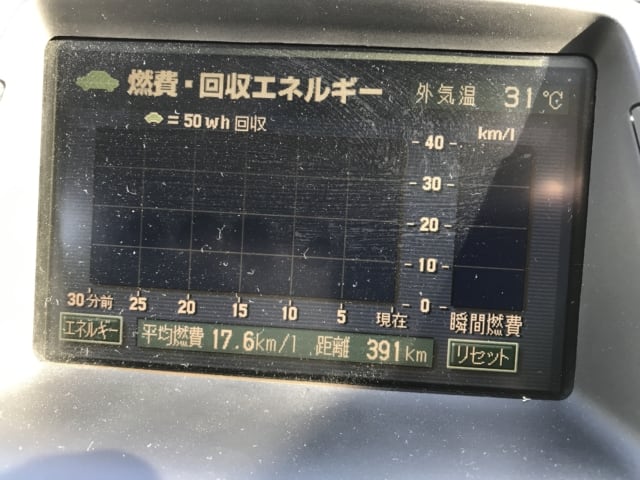 燃費・回収エネルギー 外気温 31℃
= 50wh 回収
km/l
40
30
20
10
0
30分前 25 20 15 10 5 現在
瞬間燃費
エネルギー 平均燃費 17.6km/l 距離 391km リセット